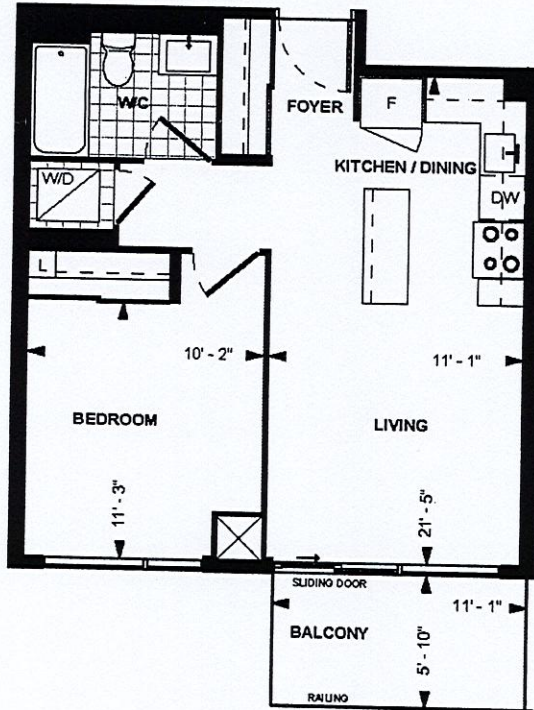 W/C
FOYER
F
KITCHEN / DINING
W/D
DW
L
10' - 2"
11' - 1"
BEDROOM
LIVING
11' - 3"
21' - 5"
SLIDING DOOR
11' - 1"
BALCONY
5' - 10"
RAILING